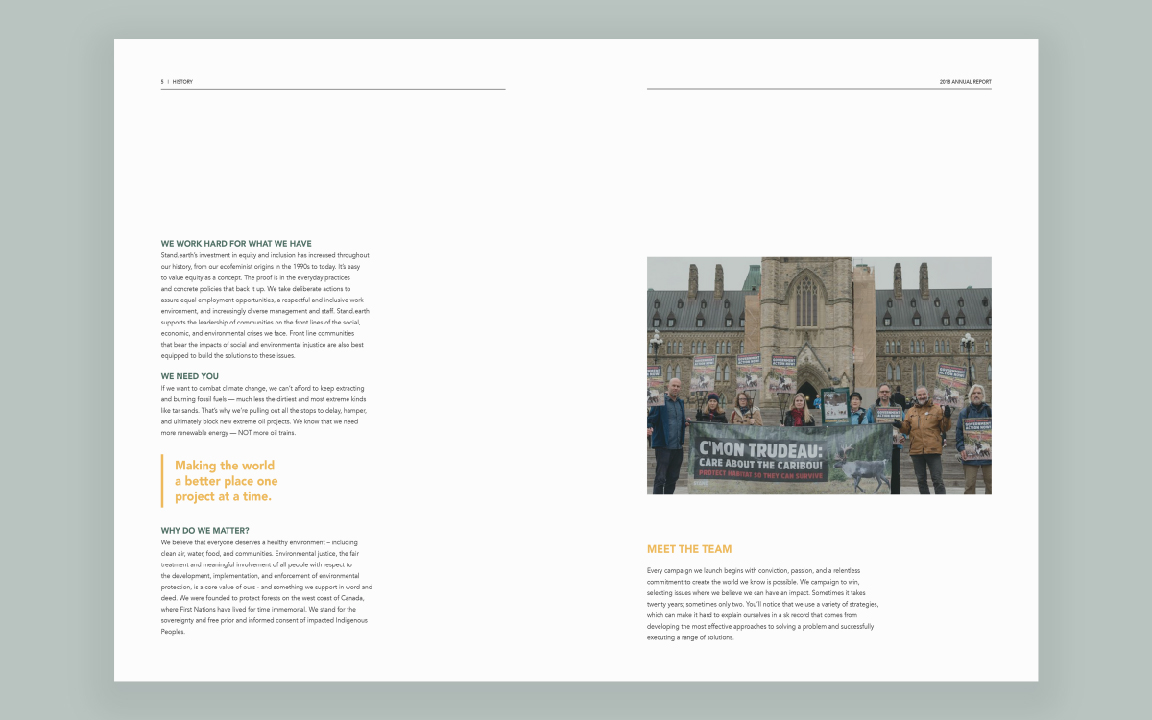 5 | HISTORY
WE WORK HARD FOR WHAT WE HAVE
Stand.earth's investment in equity and inclusion has increased throughout
our history, from our ecofeminist origins in the 1990s to today. It's easy
to value equity as a concept. The proof is in the everyday practices
and concrete policies that back it up. We take deliberate actions to
assure equal employment opportunities, a respectful and inclusive work
environment, and increasingly diverse management and staff. Stand.earth
supports the leadership of communities on the front lines of the social,
economic, and environmental crises we face. Front line communities
that bear the impacts of social and environmental injustice are also best
equipped to build the solutions to these issues.
WE NEED YOU
If we want to combat climate change, we can't afford to keep extracting
and burning fossil fuels — much less the dirtiest and most extreme kinds
like tar sands. That's why we're pulling out all the stops to delay, hamper,
and ultimately block new extreme oil projects. We know that we need
more renewable energy — NOT more oil trains.
Making the world
a better place one
project at a time.
WHY DO WE MATTER?
We believe that everyone deserves a healthy environment – including
clean air, water, food, and communities. Environmental justice, the fair
treatment and meaningful involvement of all people with respect to
the development, implementation, and enforcement of environmental
protection, is a core value of ours - and something we support in word and
deed. We were founded to protect forests on the west coast of Canada,
where First Nations have lived for time immemorial. We stand for the
sovereignty and free prior and informed consent of impacted Indigenous
Peoples.
2018 ANNUAL REPORT
GOVERNMENT
ACTION NOW!
C'MON TRUDEAU:
CARE ABOUT THE CARIBOU!
PROTECT HABITAT SO THEY CAN SURVIVE
MEET THE TEAM
Every campaign we launch begins with conviction, passion, and a relentless
commitment to create the world we know is possible. We campaign to win,
selecting issues where we believe we can have an impact. Sometimes it takes
twenty years; sometimes only two. You'll notice that we use a variety of strategies,
which can make it hard to explain ourselves in a sk record that comes from
developing the most effective approaches to solving a problem and successfully
executing a range of solutions.